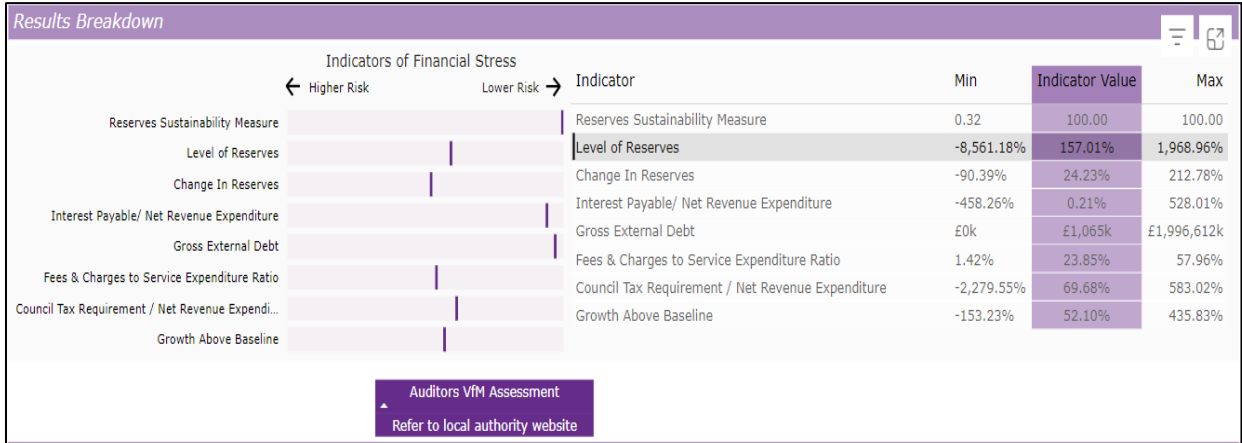 Results Breakdown
Indicators of Financial Stress
← Higher Risk Lower Risk →
Reserves Sustainability Measure
Level of Reserves
Change In Reserves
Interest Payable/ Net Revenue Expenditure
Gross External Debt
Fees & Charges to Service Expenditure Ratio
Council Tax Requirement / Net Revenue Expendi...
Growth Above Baseline
Indicator Min Indicator Value Max
Reserves Sustainability Measure 0.32 100.00 100.00
Level of Reserves -8,561.18% 157.01% 1,968.96%
Change In Reserves -90.39% 24.23% 212.78%
Interest Payable/ Net Revenue Expenditure -458.26% 0.21% 528.01%
Gross External Debt £0k £1,065k £1,996,612k
Fees & Charges to Service Expenditure Ratio 1.42% 23.85% 57.96%
Council Tax Requirement / Net Revenue Expenditure -2,279.55% 69.68% 583.02%
Growth Above Baseline -153.23% 52.10% 435.83%
Auditors VfM Assessment
Refer to local authority website